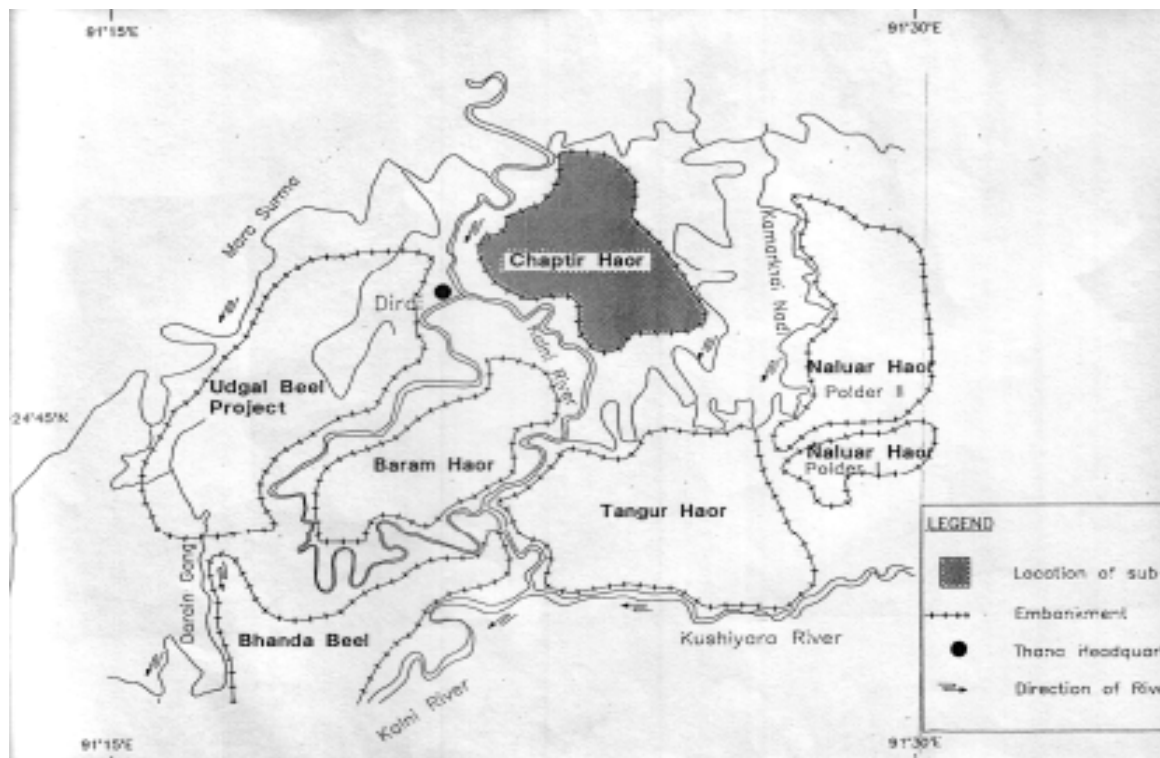 91°15'E
91°30'E
Mara Surma
Kamarkhai Nadi
Chaptir Haor
Dirai
Kalni River
Naluar Haor
Polder II
Udgal Beel
Project
24°45'N
Naluar Haor
Polder I
Baram Haor
Tangur Haor
LEGEND
Location of sub
Embankment
Thana Headquar
Direction of Rive
Darain Gang
Bhanda Beel
Kushiyara River
Kalni River
91°15'E
91°30'E